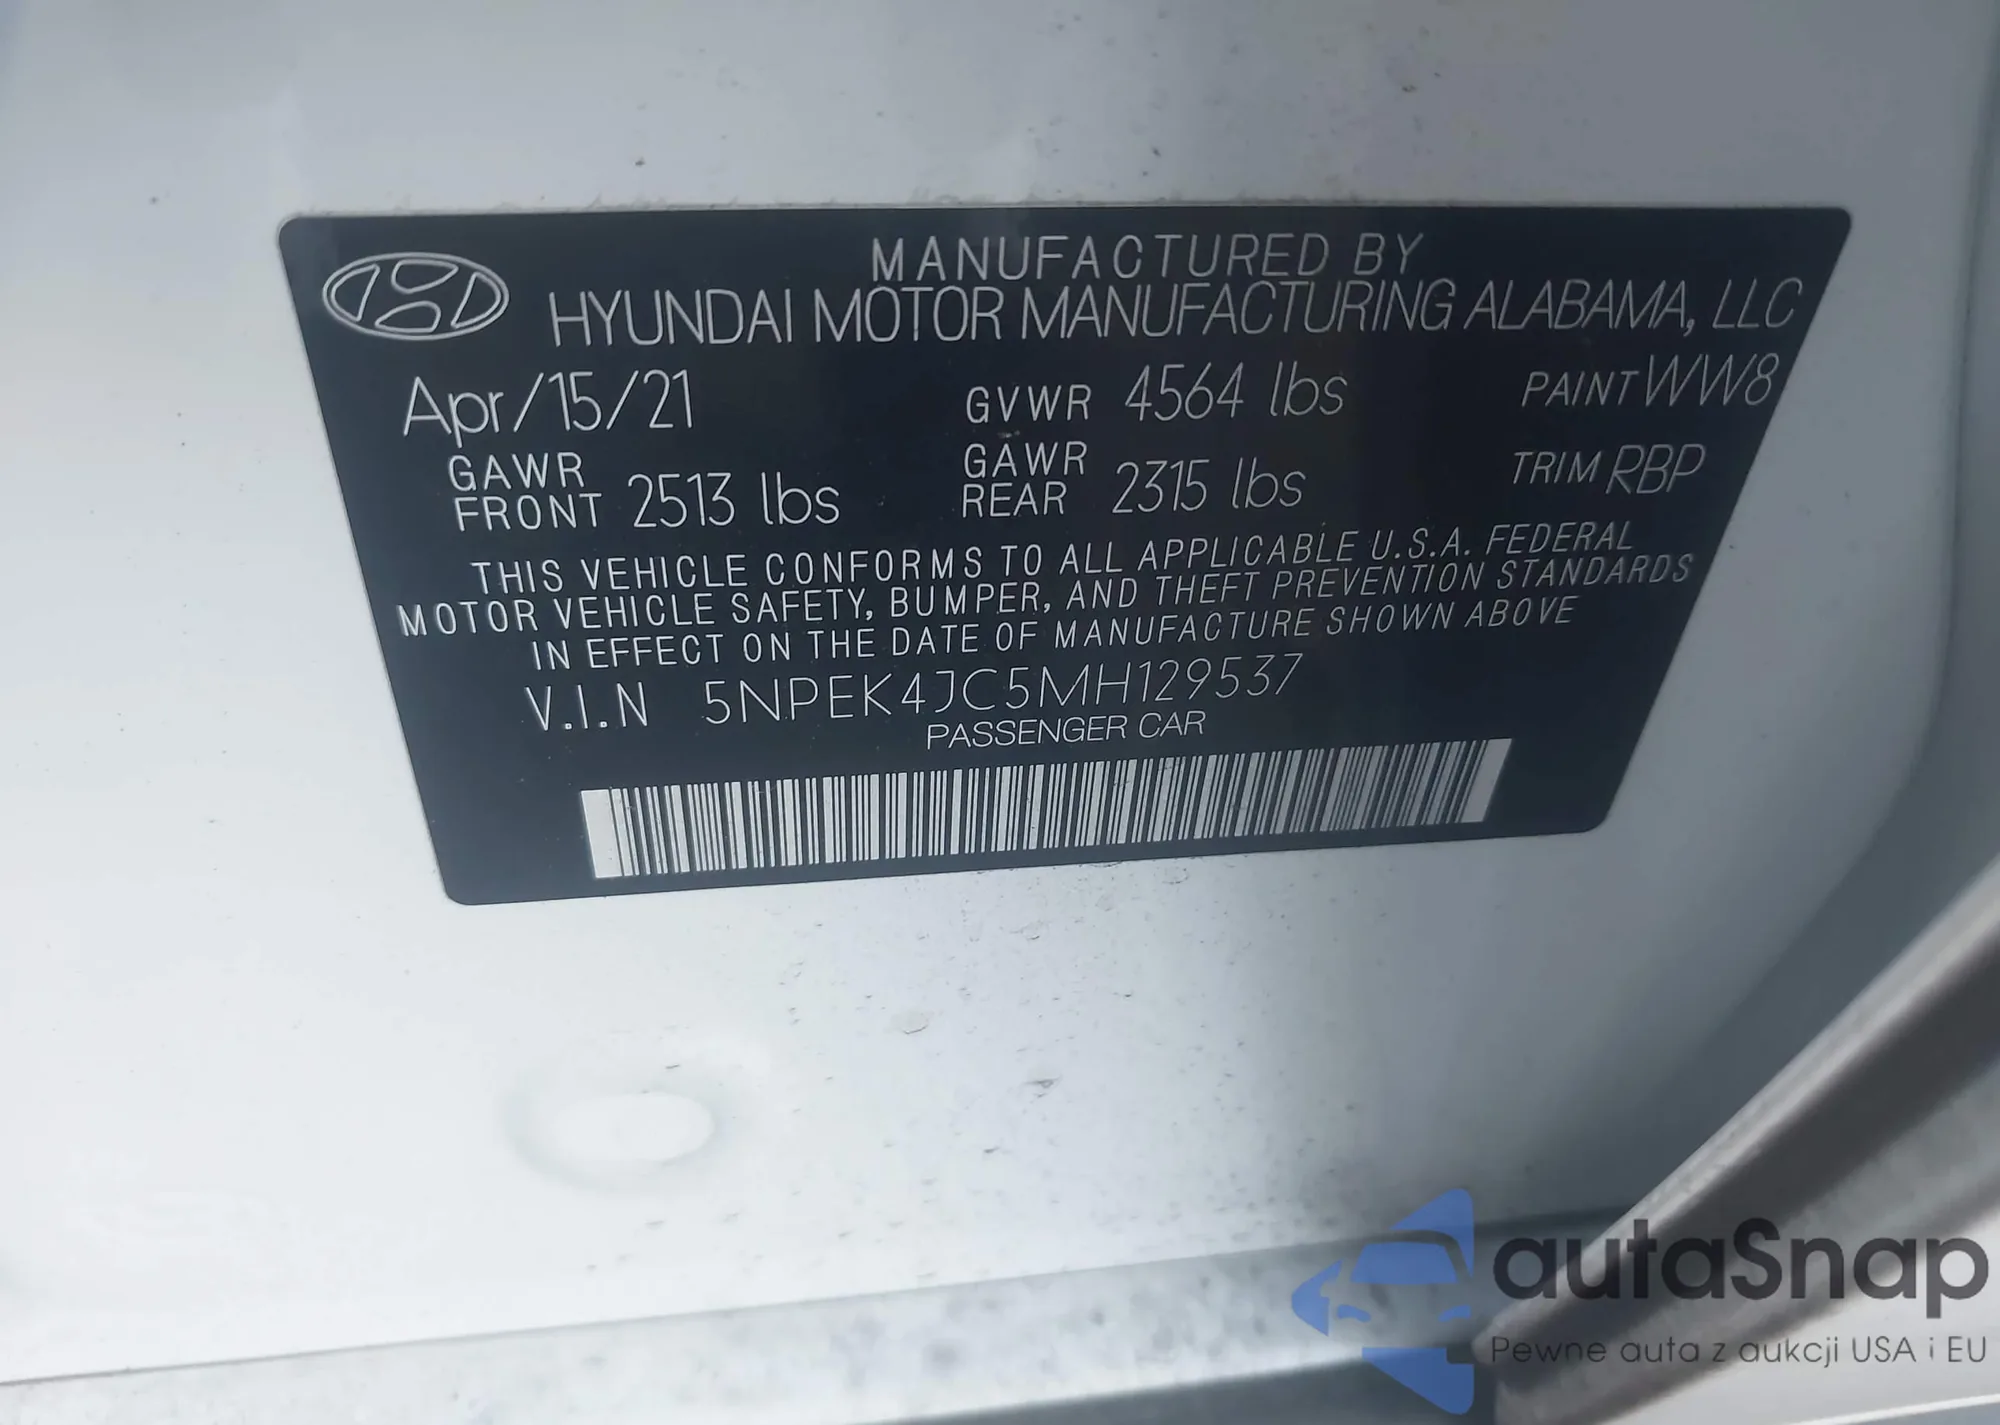 MANUFACTURED BY
HYUNDAI MOTOR MANUFACTURING ALABAMA, LLC
Apr/15/21 GVWR 4564 lbs PAINT WW8
GAWR FRONT 2513 lbs GAWR REAR 2315 lbs TRIM RBP
THIS VEHICLE CONFORMS TO ALL APPLICABLE U.S.A. FEDERAL
MOTOR VEHICLE SAFETY, BUMPER, AND THEFT PREVENTION STANDARDS
IN EFFECT ON THE DATE OF MANUFACTURE SHOWN ABOVE
V.I.N 5NPEK4JC5MH129537
PASSENGER CAR
autaSnap
Pewne auta z aukcji USA i EU